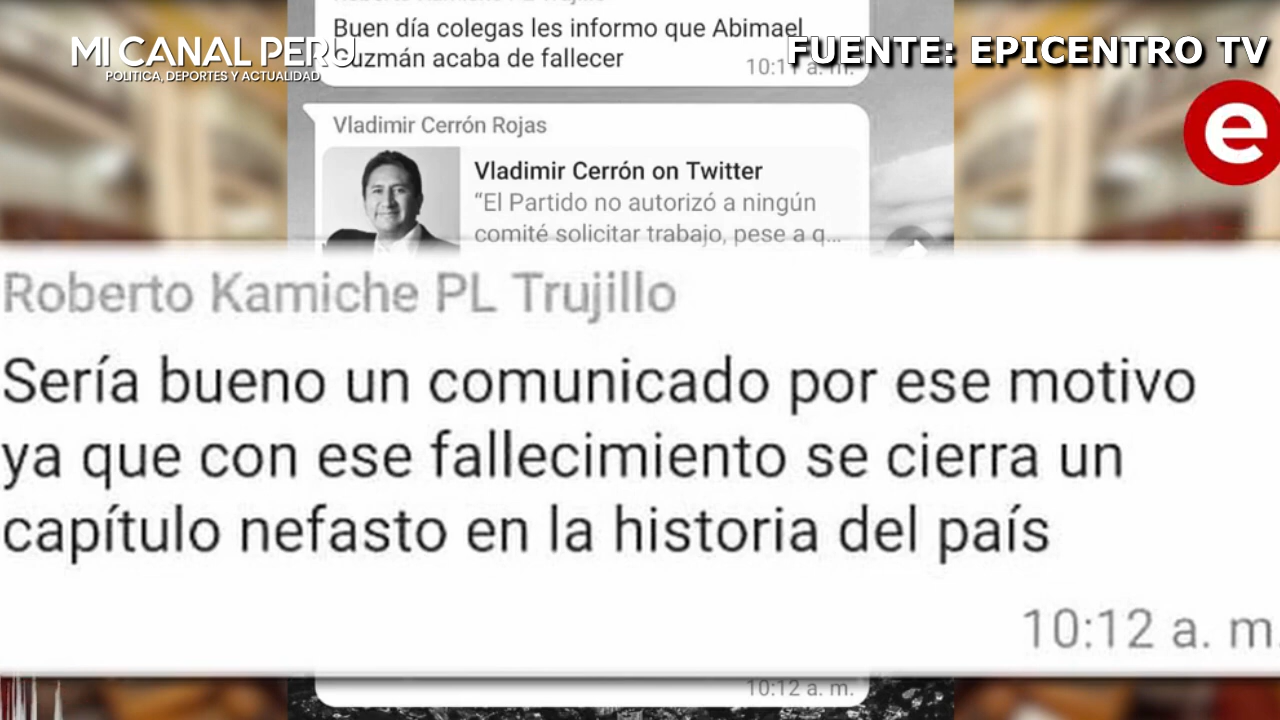 MI CANAL PERU
POLITICA, DEPORTES Y ACTUALIDAD
FUENTE: EPICENTRO TV
e
Buen día colegas les informo que Abimael
Guzmán acaba de fallecer
10:11 a. m.
Vladimir Cerrón Rojas
Vladimir Cerrón on Twitter
“El Partido no autorizó a ningún
comité solicitar trabajo, pese a q...
Roberto Kamiche PL Trujillo
Sería bueno un comunicado por ese motivo
ya que con ese fallecimiento se cierra un
capítulo nefasto en la historia del país
10:12 a. m.
10:12 a. m.